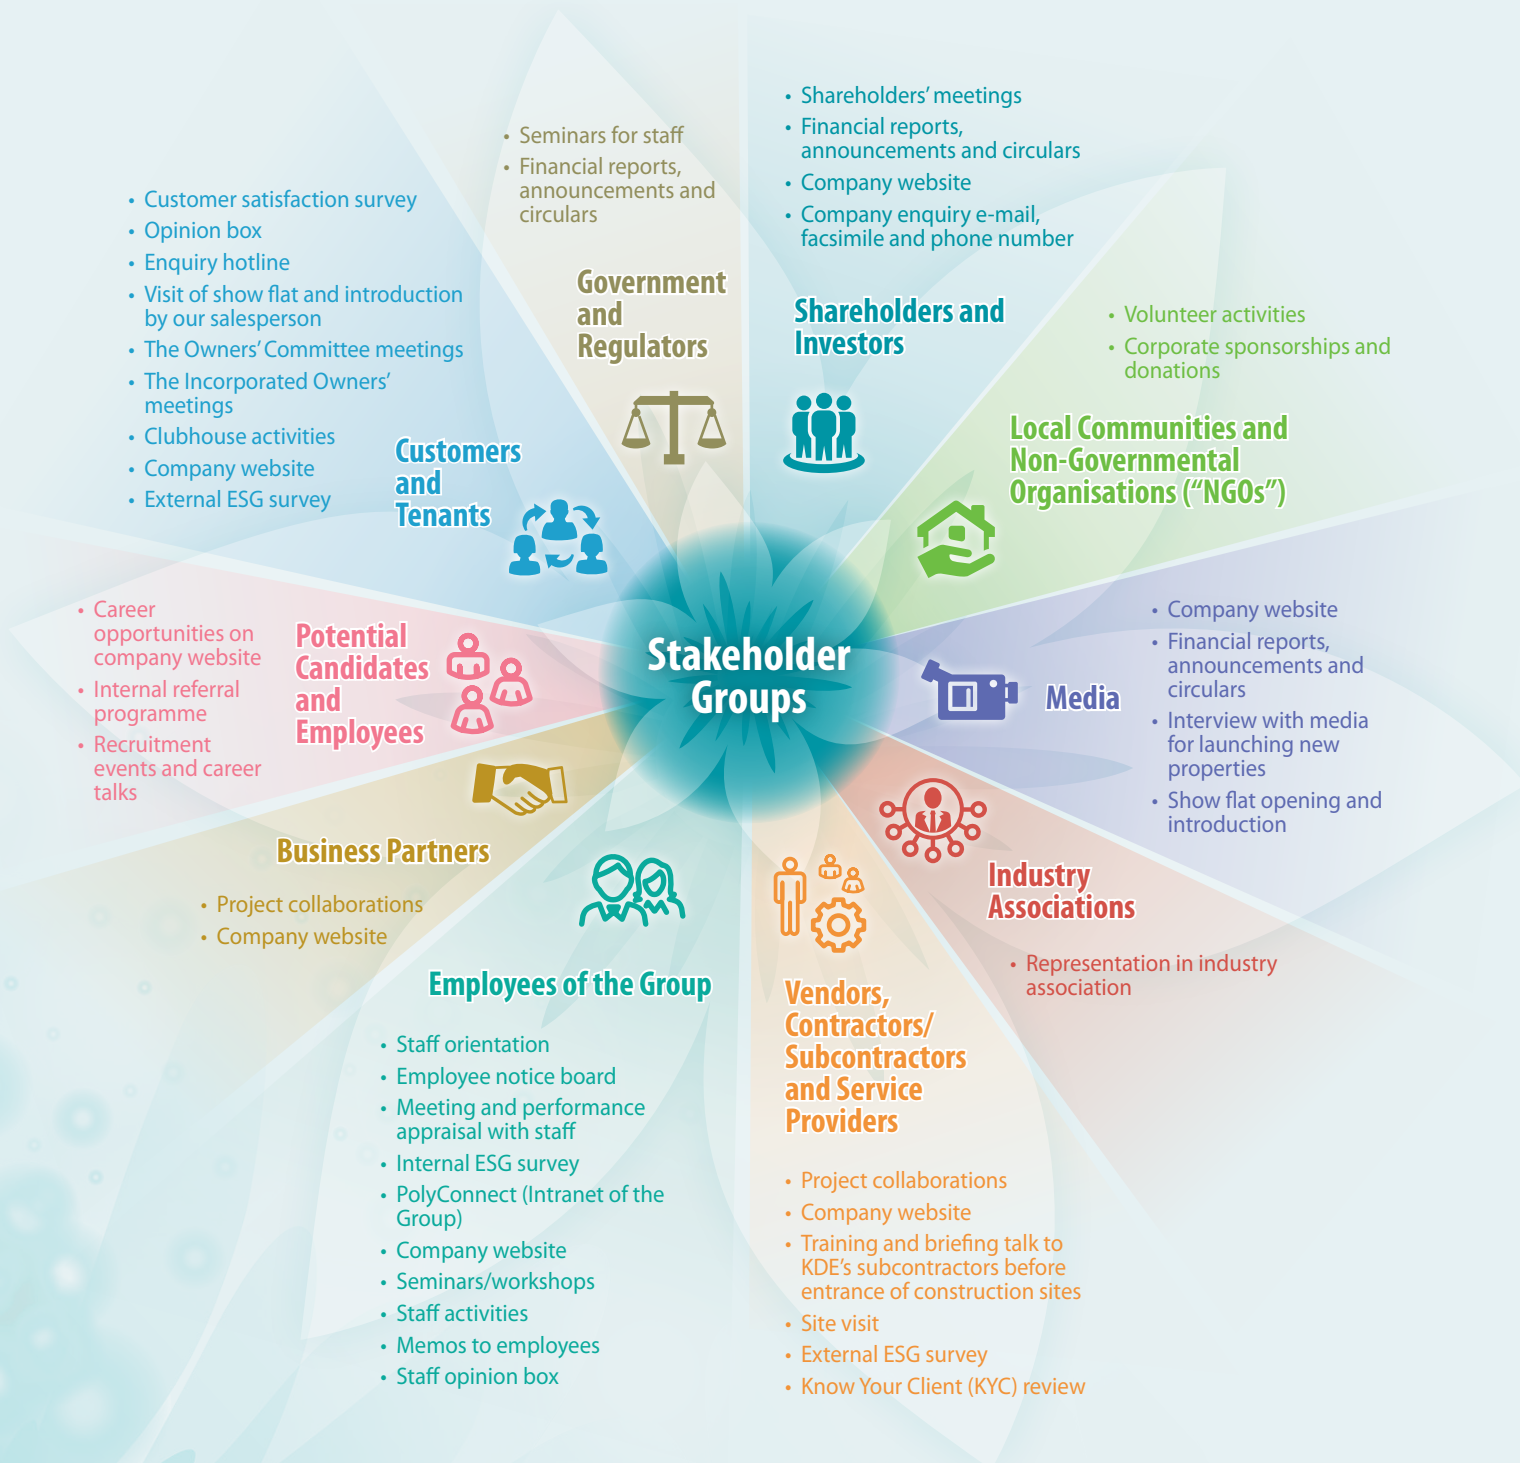 Stakeholder
Groups
• Seminars for staff
• Financial reports,
announcements and
circulars
Government
and
Regulators
• Shareholders’ meetings
• Financial reports,
announcements and circulars
• Company website
• Company enquiry e-mail,
facsimile and phone number
Shareholders and
Investors
• Volunteer activities
• Corporate sponsorships and
donations
Local Communities and
Non-Governmental
Organisations (“NGOs”)
• Company website
• Financial reports,
announcements and
circulars
• Interview with media
for launching new
properties
• Show flat opening and
introduction
Media
Industry
Associations
• Representation in industry
association
Vendors,
Contractors/
Subcontractors
and Service
Providers
• Project collaborations
• Company website
• Training and briefing talk to
KDE’s subcontractors before
entrance of construction sites
• Site visit
• External ESG survey
• Know Your Client (KYC) review
Employees of the Group
• Staff orientation
• Employee notice board
• Meeting and performance
appraisal with staff
• Internal ESG survey
• PolyConnect (Intranet of the
Group)
• Company website
• Seminars/workshops
• Staff activities
• Memos to employees
• Staff opinion box
Business Partners
• Project collaborations
• Company website
Potential
Candidates
and
Employees
• Career
opportunities on
company website
• Internal referral
programme
• Recruitment
events and career
talks
• Customer satisfaction survey
• Opinion box
• Enquiry hotline
• Visit of show flat and introduction
by our salesperson
• The Owners’ Committee meetings
• The Incorporated Owners’
meetings
• Clubhouse activities
• Company website
• External ESG survey
Customers
and
Tenants